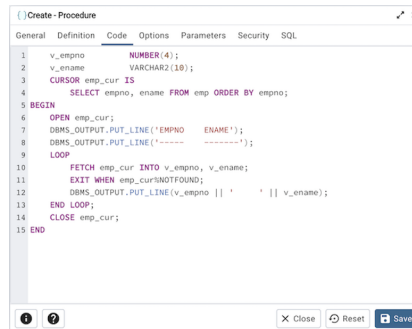 {}Create - Procedure
General Definition Code Options Parameters Security SQL
1 v_empno NUMBER(4);
2 v_ename VARCHAR2(10);
3 CURSOR emp_cur IS
4 SELECT empno, ename FROM emp ORDER BY empno;
5 BEGIN
6 OPEN emp_cur;
7 DBMS_OUTPUT.PUT_LINE('EMPNO    ENAME');
8 DBMS_OUTPUT.PUT_LINE('-----    -------');
9 LOOP
10 FETCH emp_cur INTO v_empno, v_ename;
11 EXIT WHEN emp_cur%NOTFOUND;
12 DBMS_OUTPUT.PUT_LINE(v_empno || '     ' || v_ename);
13 END LOOP;
14 CLOSE emp_cur;
15 END
Close Reset Save